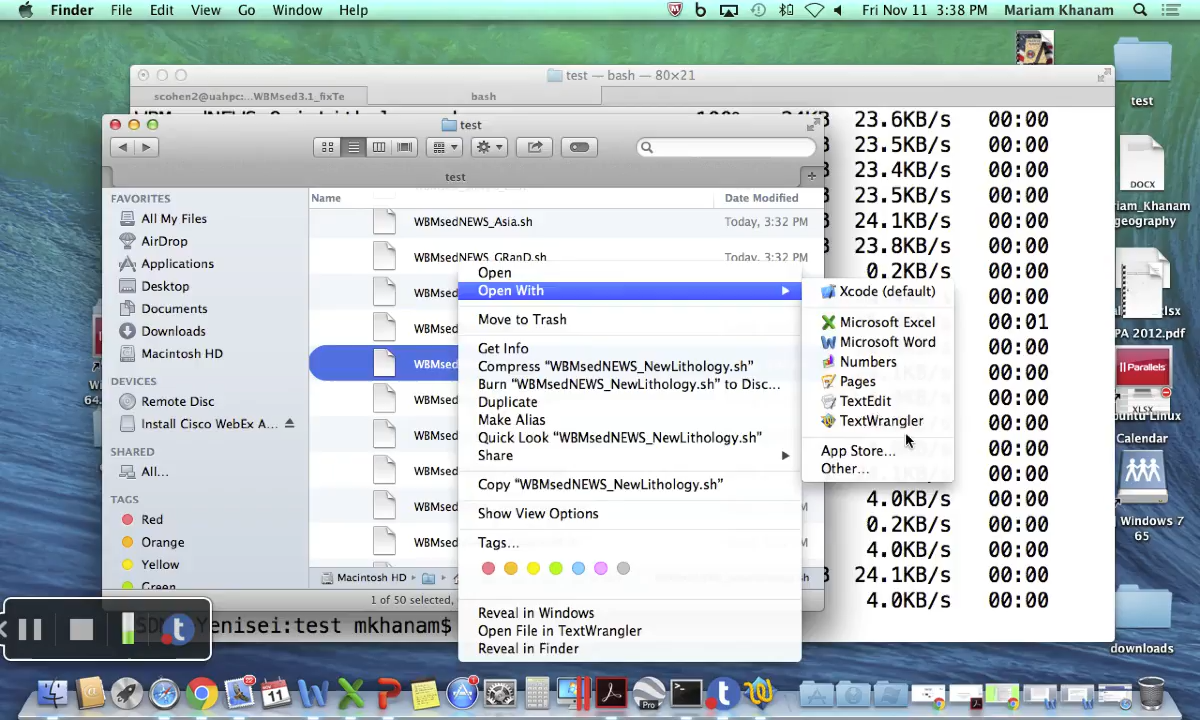 Finder File Edit View Go Window Help Fri Nov 11 3:38 PM Mariam Khanam
test — bash — 80×21
scohen2@uahpc:...WBMsed3.1_fixTe bash
test
test
Name Date Modified
FAVORITES
All My Files
AirDrop
Applications
Desktop
Documents
Downloads
Macintosh HD
DEVICES
Remote Disc
Install Cisco WebEx A...
SHARED
All...
TAGS
Red
Orange
Yellow
Green
WBMsedNEWS_Asia.sh Today, 3:32 PM
WBMsedNEWS_GRanD.sh Today, 3:32 PM
WBMsed
WBMsed
WBMsed
WBMsed
WBMsed
WBMsed
WBMsed
WBMsed
Macintosh HD
1 of 50 selected,
Open
Open With
Move to Trash
Get Info
Compress "WBMsedNEWS_NewLithology.sh"
Burn "WBMsedNEWS_NewLithology.sh" to Disc...
Duplicate
Make Alias
Quick Look "WBMsedNEWS_NewLithology.sh"
Share
Copy "WBMsedNEWS_NewLithology.sh"
Show View Options
Tags...
Reveal in Windows
Open File in TextWrangler
Reveal in Finder
Xcode (default)
Microsoft Excel
Microsoft Word
Numbers
Pages
TextEdit
TextWrangler
App Store...
Other...
23.6KB/s 00:00
23.5KB/s 00:00
23.4KB/s 00:00
23.5KB/s 00:00
24.1KB/s 00:00
23.8KB/s 00:00
0.2KB/s 00:00
00:01
00:00
00:00
00:00
00:00
00:00
4.0KB/s 00:00
0.2KB/s 00:00
4.0KB/s 00:00
24.1KB/s 00:00
4.0KB/s 00:00
Yenisei:test mkhanam$
test
DOCX
geography
PA 2012.pdf
Parallels
XLSX
Calendar
Windows 7
65
downloads
Pro